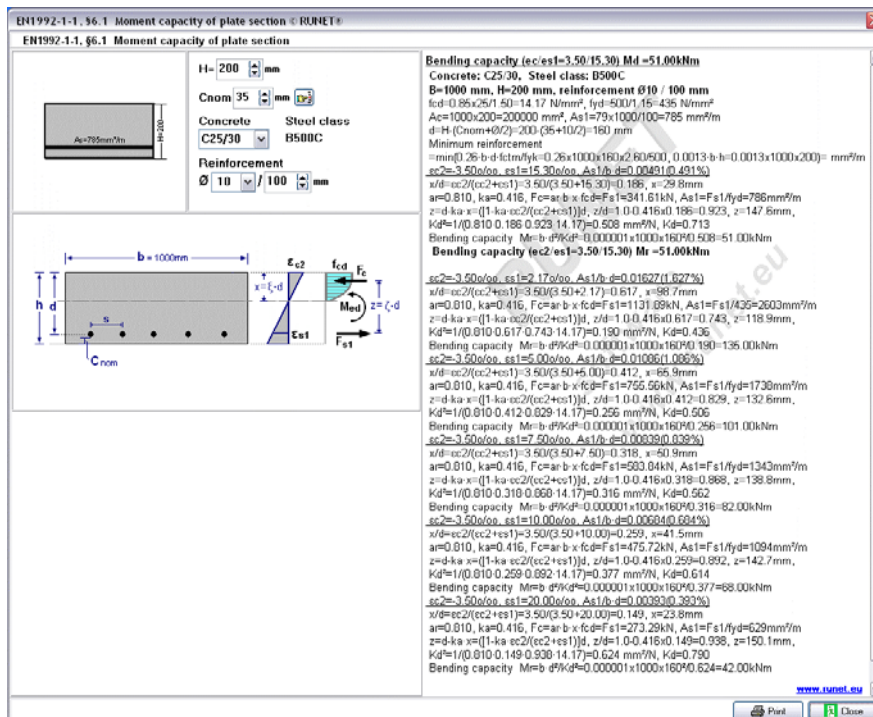 EN1992-1-1, §6.1 Moment capacity of plate section © RUNET®
EN1992-1-1, §6.1 Moment capacity of plate section
As=785mm²/m
H=200
H= 200 mm
Cnom 35 mm
Concrete Steel class
C25/30 B500C
Reinforcement
Ø 10 / 100 mm
b = 1000mm
h
d
s
Cnom
εc2
x=ξ·d
εs1
fcd
Fc
Med
z=ζ·d
Fs1
Bending capacity (ec/es1=3.50/15.30) Md =51.00kNm
Concrete: C25/30, Steel class: B500C
B=1000 mm, H=200 mm, reinforcement Ø10 / 100 mm
fcd=0.85x25/1.50=14.17 N/mm², fyd=500/1.15=435 N/mm²
Ac=1000x200=200000 mm², As1=79x1000/100=785 mm²/m
d=H-(Cnom+Ø/2)=200-(35+10/2)=160 mm
Minimum reinforcement
=min(0.26·b·d·fctm/fyk=0.26x1000x160x2.60/500, 0.0013·b·h=0.0013x1000x200)= mm²/m
εc2=-3.50o/oo, εs1=15.30o/oo, As1/b·d=0.00491(0.491%)
x/d=εc2/(εc2+εs1)=3.50/(3.50+15.30)=0.186, x=29.8mm
ar=0.810, ka=0.416, Fc=ar·b·x·fcd=Fs1=341.61kN, As1=Fs1/fyd=786mm²/m
z=d-ka·x=([1-ka·εc2/(εc2+εs1)]d, z/d=1.0-0.416x0.186=0.923, z=147.6mm,
Kd²=1/(0.810·0.186·0.923·14.17)=0.508 mm²/N, Kd=0.713
Bending capacity Mr=b·d²/Kd²=0.000001x1000x160²/0.508=51.00kNm
Bending capacity (ec2/es1=3.50/15.30) Mr =51.00kNm
εc2=-3.50o/oo, εs1=2.17o/oo, As1/b·d=0.01627(1.627%)
x/d=εc2/(εc2+εs1)=3.50/(3.50+2.17)=0.617, x=98.7mm
ar=0.810, ka=0.416, Fc=ar·b·x·fcd=Fs1=1131.89kN, As1=Fs1/435=2603mm²/m
z=d-ka·x=([1-ka·εc2/(εc2+εs1)]d, z/d=1.0-0.416x0.617=0.743, z=118.9mm,
Kd²=1/(0.810·0.617·0.743·14.17)=0.190 mm²/N, Kd=0.436
Bending capacity Mr=b·d²/Kd²=0.000001x1000x160²/0.190=135.00kNm
εc2=-3.50o/oo, εs1=5.00o/oo, As1/b·d=0.01086(1.086%)
x/d=εc2/(εc2+εs1)=3.50/(3.50+5.00)=0.412, x=65.9mm
ar=0.810, ka=0.416, Fc=ar·b·x·fcd=Fs1=755.56kN, As1=Fs1/fyd=1738mm²/m
z=d-ka·x=([1-ka·εc2/(εc2+εs1)]d, z/d=1.0-0.416x0.412=0.829, z=132.6mm,
Kd²=1/(0.810·0.412·0.829·14.17)=0.256 mm²/N, Kd=0.506
Bending capacity Mr=b·d²/Kd²=0.000001x1000x160²/0.256=101.00kNm
εc2=-3.50o/oo, εs1=7.50o/oo, As1/b·d=0.00839(0.839%)
x/d=εc2/(εc2+εs1)=3.50/(3.50+7.50)=0.318, x=50.9mm
ar=0.810, ka=0.416, Fc=ar·b·x·fcd=Fs1=583.84kN, As1=Fs1/fyd=1343mm²/m
z=d-ka·x=([1-ka·εc2/(εc2+εs1)]d, z/d=1.0-0.416x0.318=0.868, z=138.8mm,
Kd²=1/(0.810·0.318·0.868·14.17)=0.316 mm²/N, Kd=0.562
Bending capacity Mr=b·d²/Kd²=0.000001x1000x160²/0.316=82.00kNm
εc2=-3.50o/oo, εs1=10.00o/oo, As1/b·d=0.00684(0.684%)
x/d=εc2/(εc2+εs1)=3.50/(3.50+10.00)=0.259, x=41.5mm
ar=0.810, ka=0.416, Fc=ar·b·x·fcd=Fs1=475.72kN, As1=Fs1/fyd=1094mm²/m
z=d-ka·x=([1-ka·εc2/(εc2+εs1)]d, z/d=1.0-0.416x0.259=0.892, z=142.7mm,
Kd²=1/(0.810·0.259·0.892·14.17)=0.377 mm²/N, Kd=0.614
Bending capacity Mr=b·d²/Kd²=0.000001x1000x160²/0.377=68.00kNm
εc2=-3.50o/oo, εs1=20.00o/oo, As1/b·d=0.00393(0.393%)
x/d=εc2/(εc2+εs1)=3.50/(3.50+20.00)=0.149, x=23.8mm
ar=0.810, ka=0.416, Fc=ar·b·x·fcd=Fs1=273.29kN, As1=Fs1/fyd=629mm²/m
z=d-ka·x=([1-ka·εc2/(εc2+εs1)]d, z/d=1.0-0.416x0.149=0.938, z=150.1mm,
Kd²=1/(0.810·0.149·0.938·14.17)=0.624 mm²/N, Kd=0.790
Bending capacity Mr=b·d²/Kd²=0.000001x1000x160²/0.624=42.00kNm
www.runet.eu
Print Close